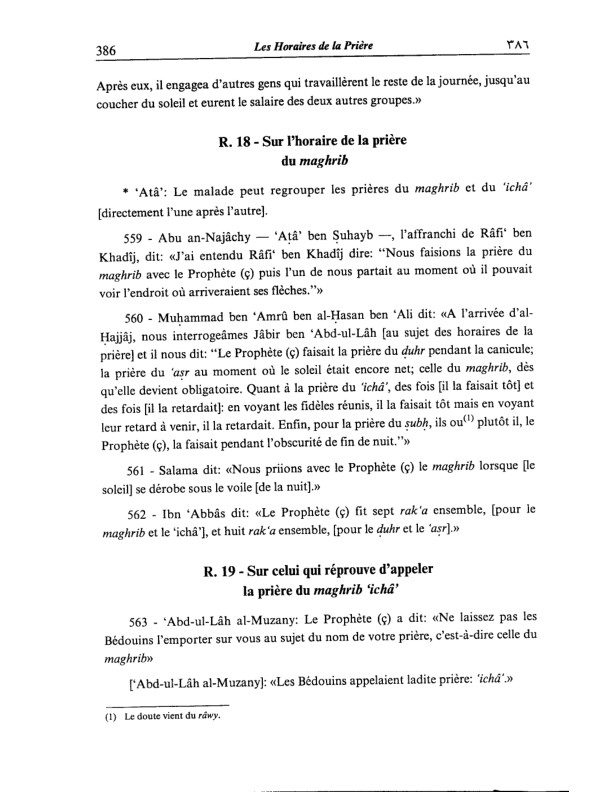 386
Les Horaires de la Prière
٣٨٦
Après eux, il engagea d'autres gens qui travaillèrent le reste de la journée, jusqu'au
coucher du soleil et eurent le salaire des deux autres groupes.»
R. 18 - Sur l'horaire de la prière
du maghrib
* ‘Atâ’: Le malade peut regrouper les prières du maghrib et du ‘ichâ’
[directement l'une après l'autre].
559 - Abu an-Najâchy — ‘Aṭâ’ ben Ṣuhayb —, l'affranchi de Râfi‘ ben
Khadîj, dit: «J'ai entendu Râfi‘ ben Khadîj dire: “Nous faisions la prière du
maghrib avec le Prophète (ç) puis l'un de nous partait au moment où il pouvait
voir l'endroit où arriveraient ses flèches.”»
560 - Muḥammad ben ‘Amrû ben al-Ḥasan ben ‘Ali dit: «A l'arrivée d'al-
Ḥajjâj, nous interrogeâmes Jâbir ben ‘Abd-ul-Lâh [au sujet des horaires de la
prière] et il nous dit: “Le Prophète (ç) faisait la prière du ḍuhr pendant la canicule;
la prière du ‘aṣr au moment où le soleil était encore net; celle du maghrib, dès
qu'elle devient obligatoire. Quant à la prière du ‘ichâ’, des fois [il la faisait tôt] et
des fois [il la retardait]: en voyant les fidèles réunis, il la faisait tôt mais en voyant
leur retard à venir, il la retardait. Enfin, pour la prière du ṣubḥ, ils ou(1) plutôt il, le
Prophète (ç), la faisait pendant l'obscurité de fin de nuit.”»
561 - Salama dit: «Nous priions avec le Prophète (ç) le maghrib lorsque [le
soleil] se dérobe sous le voile [de la nuit].»
562 - Ibn ‘Abbâs dit: «Le Prophète (ç) fit sept rak‘a ensemble, [pour le
maghrib et le ‘ichâ’], et huit rak‘a ensemble, [pour le ḍuhr et le ‘aṣr].»
R. 19 - Sur celui qui réprouve d'appeler
la prière du maghrib ‘ichâ’
563 - ‘Abd-ul-Lâh al-Muzany: Le Prophète (ç) a dit: «Ne laissez pas les
Bédouins l'emporter sur vous au sujet du nom de votre prière, c'est-à-dire celle du
maghrib»
[‘Abd-ul-Lâh al-Muzany]: «Les Bédouins appelaient ladite prière: ‘ichâ’.»
(1) Le doute vient du râwy.